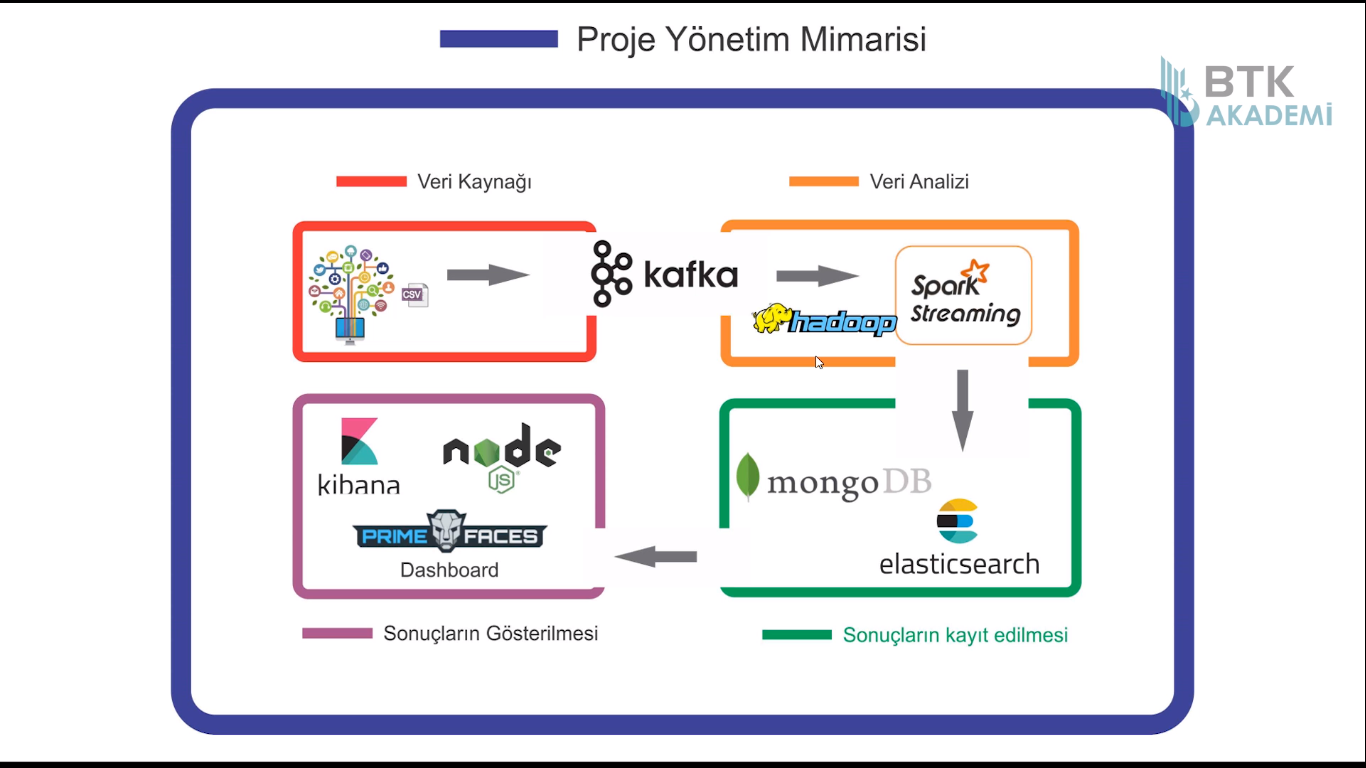 Proje Yönetim Mimarisi
BTK
AKADEMİ
Veri Kaynağı
Veri Analizi
CSV
kafka
Spark
Streaming
hadoop
kibana
node
JS
PRIME FACES
Dashboard
mongoDB
elasticsearch
Sonuçların Gösterilmesi
Sonuçların kayıt edilmesi